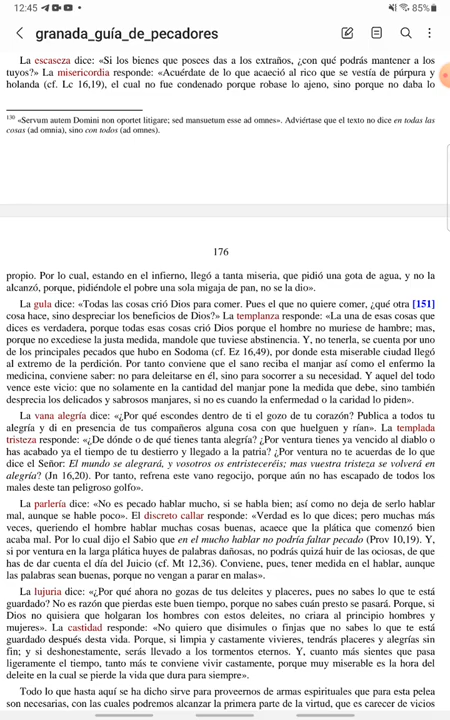 12:45
85%
granada_guía_de_pecadores
La escaseza dice: «Si los bienes que posees das a los extraños, ¿con qué podrás mantener a los
tuyos?» La misericordia responde: «Acuérdate de lo que acaeció al rico que se vestía de púrpura y
holanda (cf. Lc 16,19), el cual no fue condenado porque robase lo ajeno, sino porque no daba lo
130 «Servum autem Domini non oportet litigare; sed mansuetum esse ad omnes». Adviértase que el texto no dice en todas las
cosas (ad omnia), sino con todos (ad omnes).
176
propio. Por lo cual, estando en el infierno, llegó a tanta miseria, que pidió una gota de agua, y no la
alcanzó, porque, pidiéndole el pobre una sola migaja de pan, no se la dio».
La gula dice: «Todas las cosas crió Dios para comer. Pues el que no quiere comer, ¿qué otra [151]
cosa hace, sino despreciar los beneficios de Dios?» La templanza responde: «La una de esas cosas que
dices es verdadera, porque todas esas cosas crió Dios porque el hombre no muriese de hambre; mas,
porque no excediese la justa medida, mandole que tuviese abstinencia. Y, no tenerla, se cuenta por uno
de los principales pecados que hubo en Sodoma (cf. Ez 16,49), por donde esta miserable ciudad llegó
al extremo de la perdición. Por tanto conviene que el sano reciba el manjar así como el enfermo la
medicina, conviene saber: no para deleitarse en él, sino para socorrer a su necesidad. Y aquel del todo
vence este vicio: que no solamente en la cantidad del manjar pone la medida que debe, sino también
desprecia los delicados y sabrosos manjares, si no es cuando la enfermedad o la caridad lo piden».
La vana alegría dice: «¿Por qué escondes dentro de ti el gozo de tu corazón? Publica a todos tu
alegría y di en presencia de tus compañeros alguna cosa con que huelguen y rían». La templada
tristeza responde: «¿De dónde o de qué tienes tanta alegría? ¿Por ventura tienes ya vencido al diablo o
has acabado ya el tiempo de tu destierro y llegado a la patria? ¿Por ventura no te acuerdas de lo que
dice el Señor: El mundo se alegrará, y vosotros os entristeceréis; mas vuestra tristeza se volverá en
alegría? (Jn 16,20). Por tanto, refrena este vano regocijo, porque aún no has escapado de todos los
males deste tan peligroso golfo».
La parlería dice: «No es pecado hablar mucho, si se habla bien; así como no deja de serlo hablar
mal, aunque se hable poco». El discreto callar responde: «Verdad es lo que dices; pero muchas más
veces, queriendo el hombre hablar muchas cosas buenas, acaece que la plática que comenzó bien
acaba mal. Por lo cual dijo el Sabio que en el mucho hablar no podría faltar pecado (Prov 10,19). Y,
si por ventura en la larga plática huyes de palabras dañosas, no podrás quizá huir de las ociosas, de que
has de dar cuenta el día del Juicio (cf. Mt 12,36). Conviene, pues, tener medida en el hablar, aunque
las palabras sean buenas, porque no vengan a parar en malas».
La lujuria dice: «¿Por qué ahora no gozas de tus deleites y placeres, pues no sabes lo que te está
guardado? No es razón que pierdas este buen tiempo, porque no sabes cuán presto se pasará. Porque, si
Dios no quisiera que holgaran los hombres con estos deleites, no criara al principio hombres y
mujeres». La castidad responde: «No quiero que disimules o finjas que no sabes lo que te está
guardado después desta vida. Porque, si limpia y castamente vivieres, tendrás placeres y alegrías sin
fin; y si deshonestamente, serás llevado a los tormentos eternos. Y, cuanto más sientes que pasa
ligeramente el tiempo, tanto más te conviene vivir castamente, porque muy miserable es la hora del
deleite en la cual se pierde la vida que dura para siempre».
Todo lo que hasta aquí se ha dicho sirve para proveernos de armas espirituales que para esta pelea
son necesarias, con las cuales podremos alcanzar la primera parte de la virtud, que es carecer de vicios